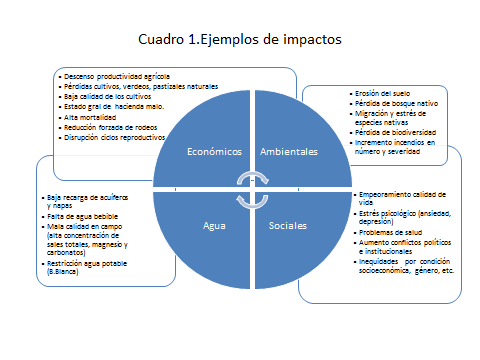 Cuadro 1.Ejemplos de impactos
• Descenso productividad agrícola
• Pérdidas cultivos, verdeos, pastizales naturales
• Baja calidad de los cultivos
• Estado gral de hacienda malo.
• Alta mortalidad
• Reducción forzada de rodeos
• Disrupción ciclos reproductivos
• Erosión del suelo
• Pérdida de bosque nativo
• Migración y estrés de
especies nativas
• Pérdida de biodiversidad
• Incremento incendios en
número y severidad
Económicos
Ambientales
Agua
Sociales
• Baja recarga de acuíferos
y napas
• Falta de agua bebible
• Mala calidad en campo
(alta concentración de
sales totales, magnesio y
carbonatos)
• Restricción agua potable
(B.Blanca)
• Empeoramiento calidad de
vida
• Estrés psicológico (ansiedad,
depresión)
• Problemas de salud
• Aumento conflictos políticos
e institucionales
• Inequidades por condición
socioeconómica, género, etc.